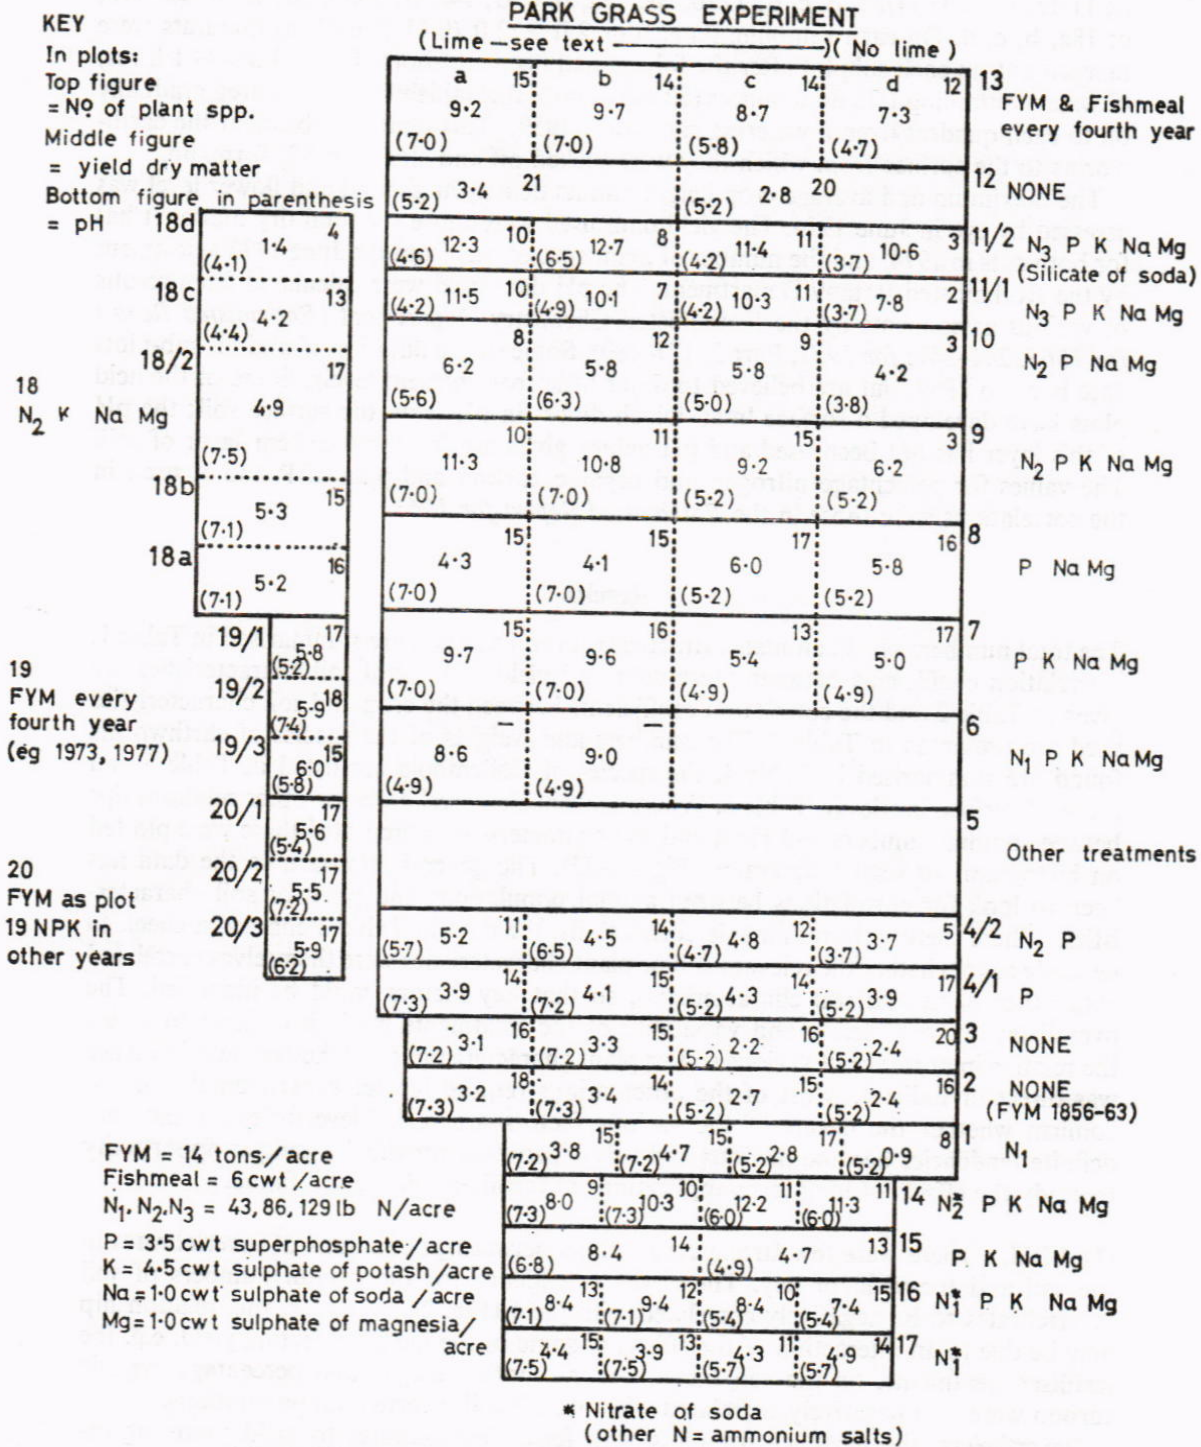 PARK GRASS EXPERIMENT
(Lime—see text ———)( No lime )
KEY
In plots:
Top figure
= No of plant spp.
Middle figure
= yield dry matter
Bottom figure in parenthesis
= pH
a 15 b 14 c 14 d 12 13
9·2 9·7 8·7 7·3
(7·0) (7·0) (5·8) (4·7)
FYM & Fishmeal
every fourth year
3·4 21 2·8 20 12 NONE
(5·2) (5·2)
12·3 10 12·7 8 11·4 11 10·6 3 11/2 N3 P K Na Mg
(4·6) (6·5) (4·2) (3·7) (Silicate of soda)
(4·2) 11·5 10 (4·9) 10·1 7 (4·2) 10·3 11 (3·7) 7·8 2 11/1 N3 P K Na Mg
8 12 9 3 10
6·2 5·8 5·8 4·2 N2 P K Na Mg
(5·6) (6·3) (5·0) (3·8)
10 11 15 3 9
11·3 10·8 9·2 6·2 N2 P K Na Mg
(7·0) (7·0) (5·2) (5·2)
15 15 17 16 8
4·3 4·1 6·0 5·8 P Na Mg
(7·0) (7·0) (5·2) (5·2)
15 16 13 17 7
9·7 9·6 5·4 5·0 P K Na Mg
(7·0) (7·0) (4·9) (4·9)
– – 6
8·6 9·0 N1 P K Na Mg
(4·9) (4·9)
5
Other treatments
(5·7) 5·2 11 (6·5) 4·5 14 (4·7) 4·8 12 (3·7) 3·7 5 4/2 N2 P
(7·3) 3·9 14 (7·2) 4·1 15 (5·2) 4·3 14 (5·2) 3·9 17 4/1 P
(7·2) 3·1 16 (7·2) 3·3 15 (5·2) 2·2 16 (5·2) 2·4 20 3 NONE
(7·3) 3·2 18 (7·3) 3·4 14 (5·2) 2·7 15 (5·2) 2·4 16 2 NONE
(FYM 1856-63)
(7·2) 3·8 15 (7·2) 4·7 15 (5·2) 2·8 17 (5·2) 0·9 8 1 N1
(7·3) 8·0 9 (7·3) 10·3 10 (6·0) 12·2 11 (6·0) 11·3 11 14 N2* P K Na Mg
(6·8) 8·4 14 (4·9) 4·7 13 15 P K Na Mg
(7·1) 8·4 13 (7·1) 9·4 12 (5·4) 8·4 10 (5·4) 7·4 15 16 N1* P K Na Mg
(7·5) 4·4 15 (7·5) 3·9 13 (5·7) 4·3 11 (5·7) 4·9 14 17 N1*
18
N2 K Na Mg
18d 1·4 4
(4·1)
18c 4·2 13
(4·4)
18/2 4·9 17
(7·5)
18b 5·3 15
(7·1)
18a 5·2 16
(7·1)
19
FYM every
fourth year
(eg 1973, 1977)
19/1 5·8 17
(5·2)
19/2 5·9 18
(7·4)
19/3 6·0 15
(5·8)
20
FYM as plot
19 NPK in
other years
20/1 5·6 17
(5·4)
20/2 5·5 17
(7·2)
20/3 5·9 17
(6·2)
FYM = 14 tons/acre
Fishmeal = 6 cwt /acre
N1, N2, N3 = 43, 86, 129 lb N/acre
P = 3·5 cwt superphosphate/acre
K = 4·5 cwt sulphate of potash/acre
Na = 1·0 cwt sulphate of soda / acre
Mg = 1·0 cwt sulphate of magnesia/
acre
* Nitrate of soda
(other N = ammonium salts)